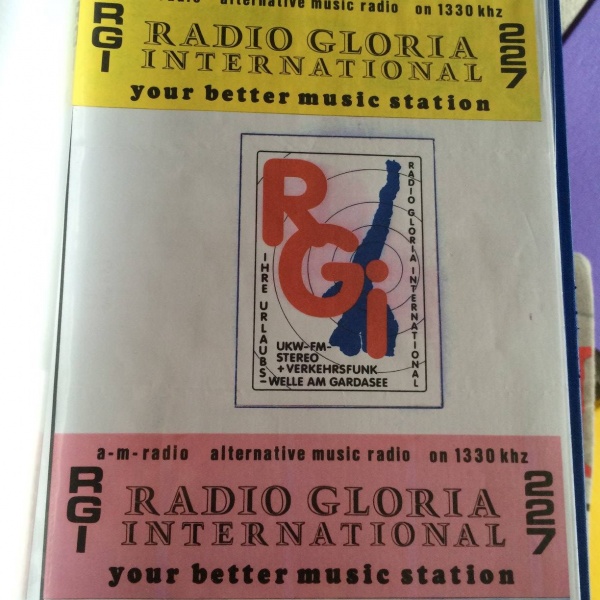 radio alternative music radio on 1330 khz
RGI
RADIO GLORIA
INTERNATIONAL
227
your better music station
RGi
RADIO GLORIA INTERNATIONAL
IHRE URLAUBS-
UKW-FM-
STEREO
+VERKEHRSFUNK
-WELLE AM GARDASEE
a-m-radio alternative music radio on 1330 khz
RGI
RADIO GLORIA
INTERNATIONAL
227
your better music station